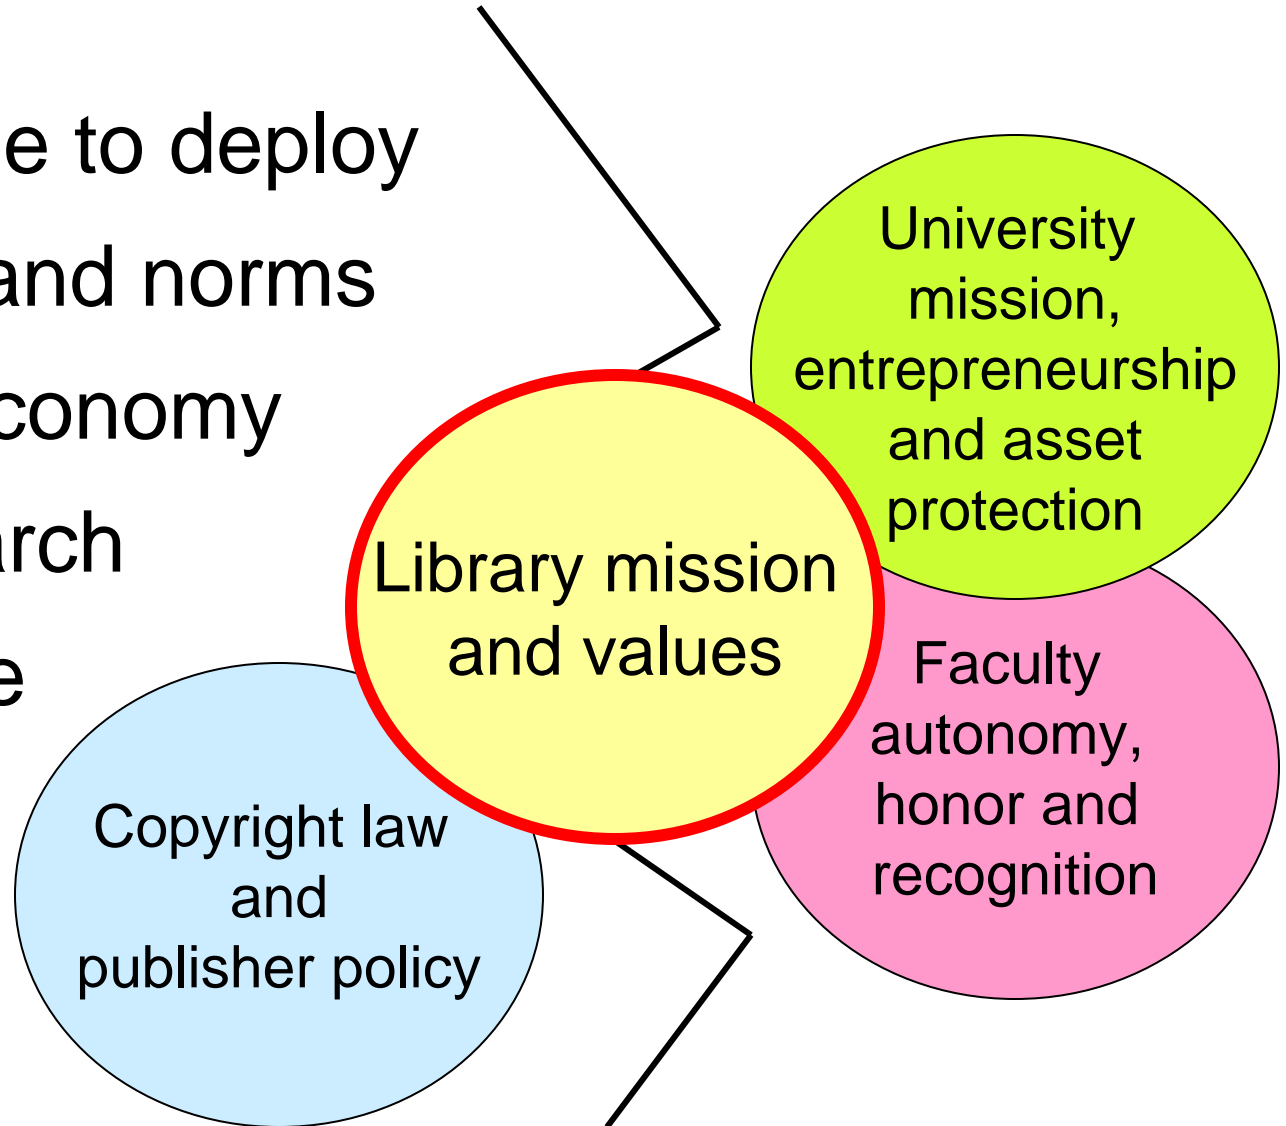 e to deploy
and norms
conomy
arch
e
University
mission,
entrepreneurship
and asset
protection
Library mission
and values
Faculty
autonomy,
honor and
recognition
Copyright law
and
publisher policy